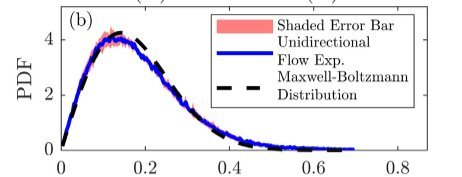 (b)
Shaded Error Bar
Unidirectional
Flow Exp.
Maxwell-Boltzmann
Distribution
PDF
4
2
0
0 0.2 0.4 0.6 0.8